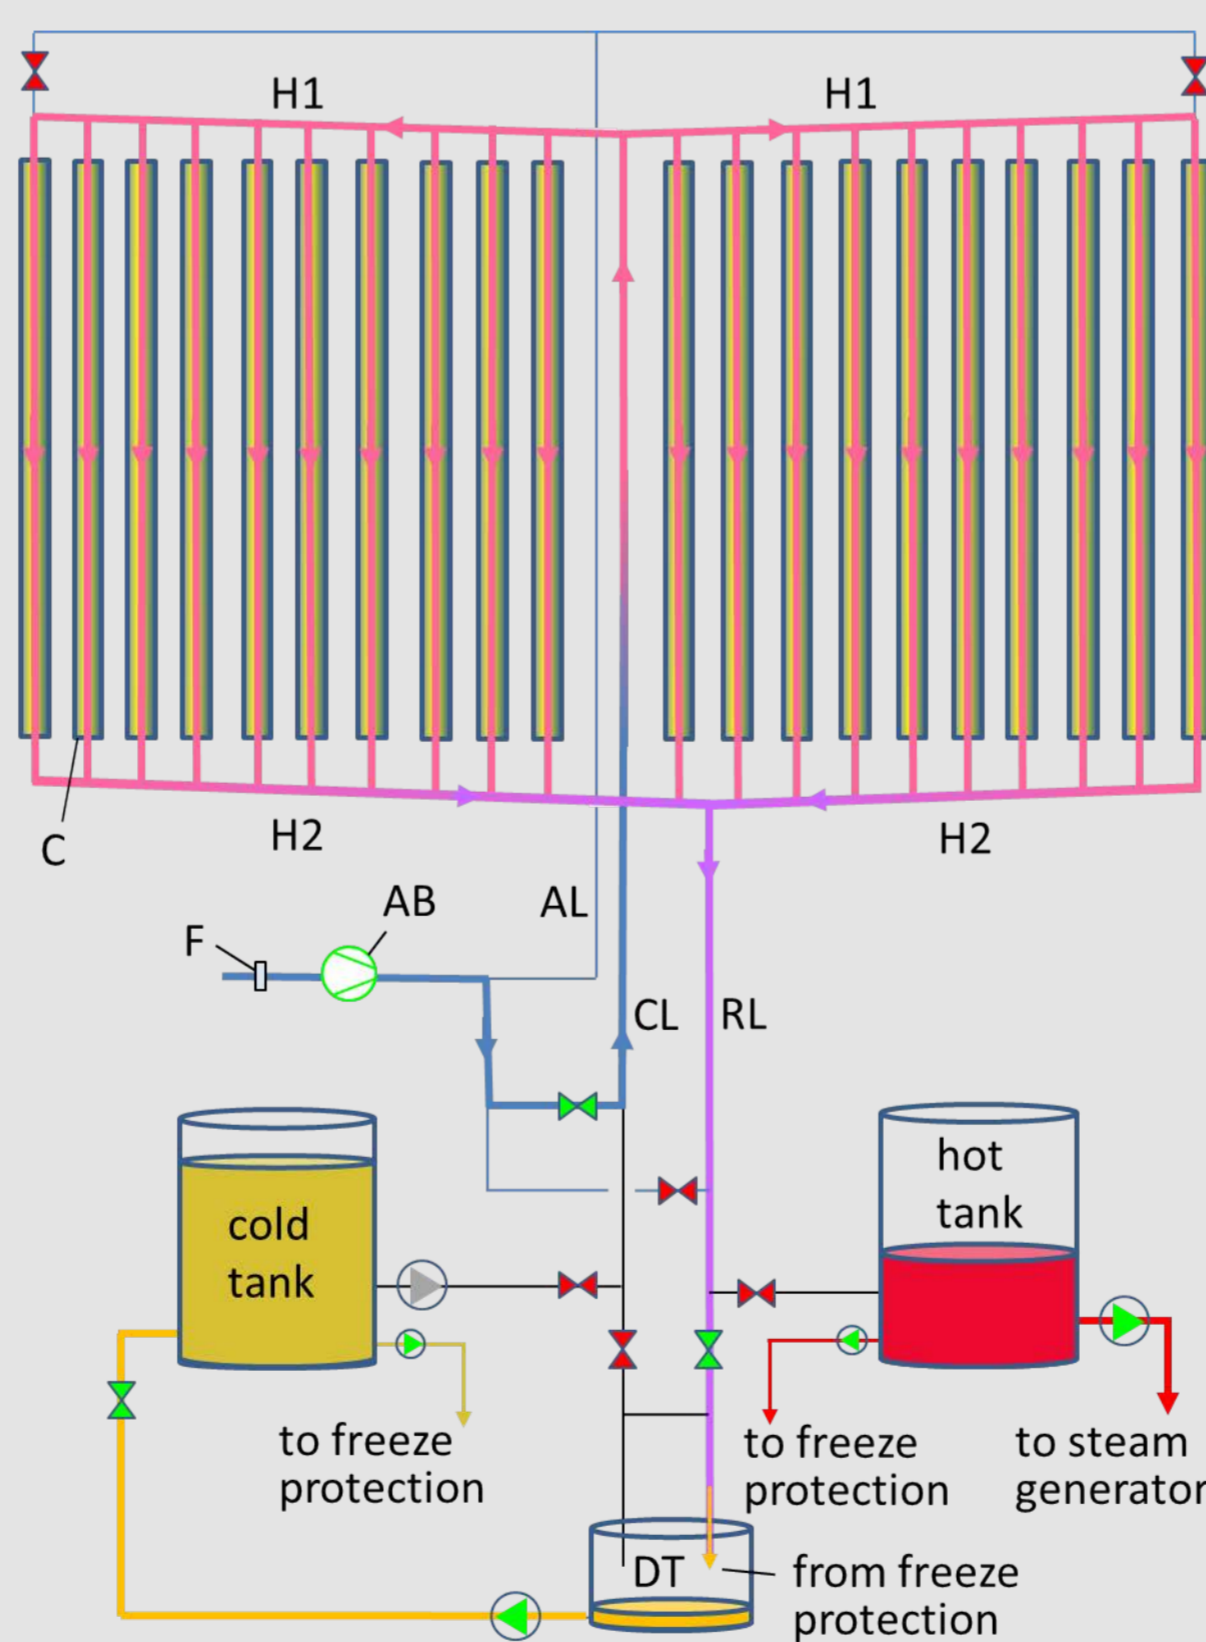 H1
H1
C
H2
H2
AB
AL
F
CL
RL
cold
tank
hot
tank
to freeze
protection
to freeze
protection
to steam
generator
DT
from freeze
protection